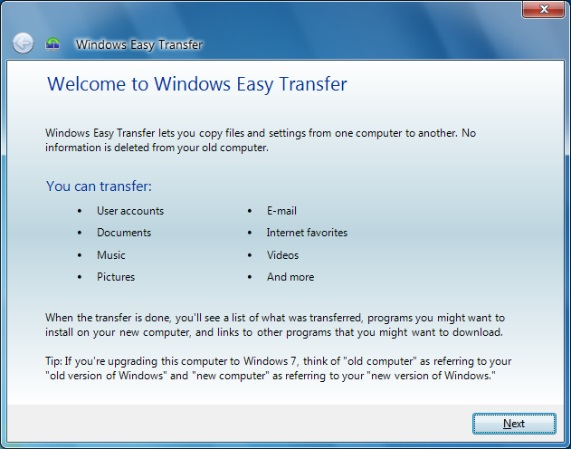 Windows Easy Transfer
Welcome to Windows Easy Transfer
Windows Easy Transfer lets you copy files and settings from one computer to another. No
information is deleted from your old computer.
You can transfer:
• User accounts
• E-mail
• Documents
• Internet favorites
• Music
• Videos
• Pictures
• And more
When the transfer is done, you'll see a list of what was transferred, programs you might want to
install on your new computer, and links to other programs that you might want to download.
Tip: If you're upgrading this computer to Windows 7, think of "old computer" as referring to your
"old version of Windows" and "new computer" as referring to your "new version of Windows."
Next